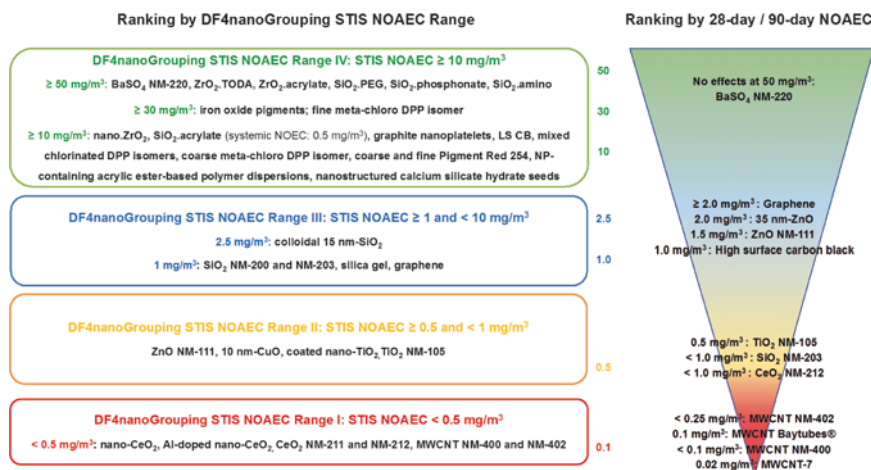 Ranking by DF4nanoGrouping STIS NOAEC Range
DF4nanoGrouping STIS NOAEC Range IV: STIS NOAEC ≥ 10 mg/m³
≥ 50 mg/m³: BaSO₄ NM-220, ZrO₂.TODA, ZrO₂.acrylate, SiO₂.PEG, SiO₂.phosphonate, SiO₂.amino
≥ 30 mg/m³: iron oxide pigments; fine meta-chloro DPP isomer
≥ 10 mg/m³: nano.ZrO₂, SiO₂.acrylate (systemic NOEC: 0.5 mg/m³), graphite nanoplatelets, LS CB, mixed
chlorinated DPP isomers, coarse meta-chloro DPP isomer, coarse and fine Pigment Red 254, NP-
containing acrylic ester-based polymer dispersions, nanostructured calcium silicate hydrate seeds
50
30
10
DF4nanoGrouping STIS NOAEC Range III: STIS NOAEC ≥ 1 and < 10 mg/m³
2.5 mg/m³: colloidal 15 nm-SiO₂
1 mg/m³: SiO₂ NM-200 and NM-203, silica gel, graphene
2.5
1.0
DF4nanoGrouping STIS NOAEC Range II: STIS NOAEC ≥ 0.5 and < 1 mg/m³
ZnO NM-111, 10 nm-CuO, coated nano-TiO₂,TiO₂ NM-105
0.5
DF4nanoGrouping STIS NOAEC Range I: STIS NOAEC < 0.5 mg/m³
< 0.5 mg/m³: nano-CeO₂, Al-doped nano-CeO₂, CeO₂ NM-211 and NM-212, MWCNT NM-400 and NM-402
0.1
Ranking by 28-day / 90-day NOAEC
No effects at 50 mg/m³:
BaSO₄ NM-220
≥ 2.0 mg/m³: Graphene
2.0 mg/m³: 35 nm-ZnO
1.5 mg/m³: ZnO NM-111
1.0 mg/m³: High surface carbon black
0.5 mg/m³: TiO₂ NM-105
< 1.0 mg/m³: SiO₂ NM-203
< 1.0 mg/m³: CeO₂ NM-212
< 0.25 mg/m³: MWCNT NM-402
0.1 mg/m³: MWCNT Baytubes®
< 0.1 mg/m³: MWCNT NM-400
0.02 mg/m³: MWCNT-7